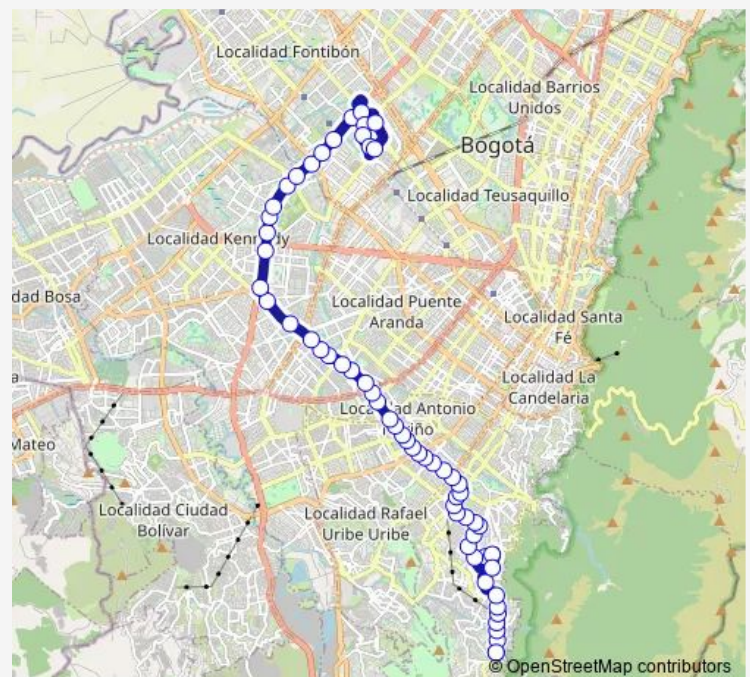 Localidad Fontibón
Localidad Barrios
Unidos
Bogotá
Localidad Teusaquillo
Localidad Kennedy
dad Bosa
Localidad Puente
Aranda
Localidad Santa
Fé
a
Localidad La
Candelaria
Localidad Antonio
Nariño
Mateo
Localidad Ciudad
Bolívar
Localidad Rafael
Uribe Uribe
© OpenStreetMap contributors